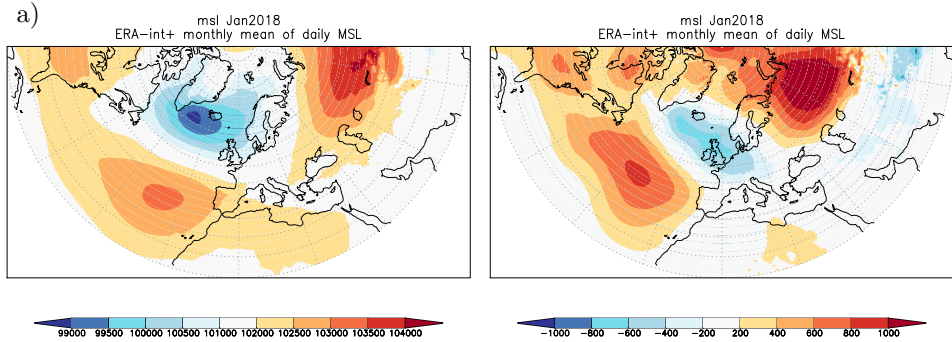 a)
msl Jan2018
ERA-int+ monthly mean of daily MSL
msl Jan2018
ERA-int+ monthly mean of daily MSL
99000 99500 100000 100500 101000 102000 102500 103000 103500 104000
-1000 -800 -600 -400 -200 200 400 600 800 1000